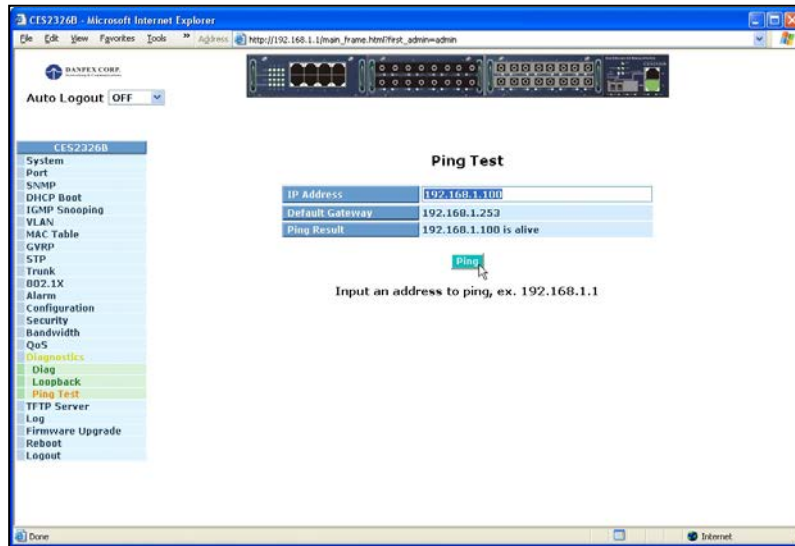 CES2326B - Microsoft Internet Explorer
File Edit View Favorites Tools » Address http://192.168.1.1/main_frame.html?first_admin=admin
DANPEX CORP.
Auto Logout OFF
CES2326B
System
Port
SNMP
DHCP Boot
IGMP Snooping
VLAN
MAC Table
GVRP
STP
Trunk
802.1X
Alarm
Configuration
Security
Bandwidth
QoS
Diagnostics
Diag
Loopback
Ping Test
TFTP Server
Log
Firmware Upgrade
Reboot
Logout
Ping Test
IP Address 192.168.1.100
Default Gateway 192.168.1.253
Ping Result 192.168.1.100 is alive
Ping
Input an address to ping, ex. 192.168.1.1
Done Internet